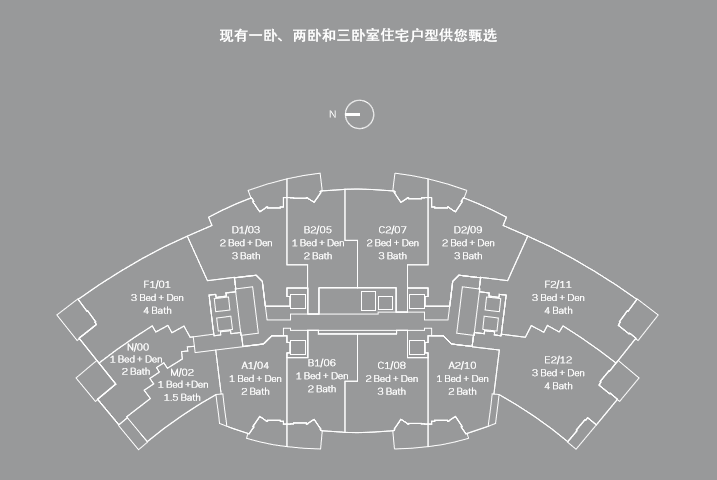 现有一卧、两卧和三卧室住宅户型供您甄选
N
D1/03
2 Bed + Den
3 Bath
B2/05
1 Bed + Den
2 Bath
C2/07
2 Bed + Den
3 Bath
D2/09
2 Bed + Den
3 Bath
F1/01
3 Bed + Den
4 Bath
F2/11
3 Bed + Den
4 Bath
N/00
1 Bed + Den
2 Bath
M/02
1 Bed +Den
1.5 Bath
A1/04
1 Bed + Den
2 Bath
B1/06
1 Bed + Den
2 Bath
C1/08
2 Bed + Den
3 Bath
A2/10
1 Bed + Den
2 Bath
E2/12
3 Bed + Den
4 Bath